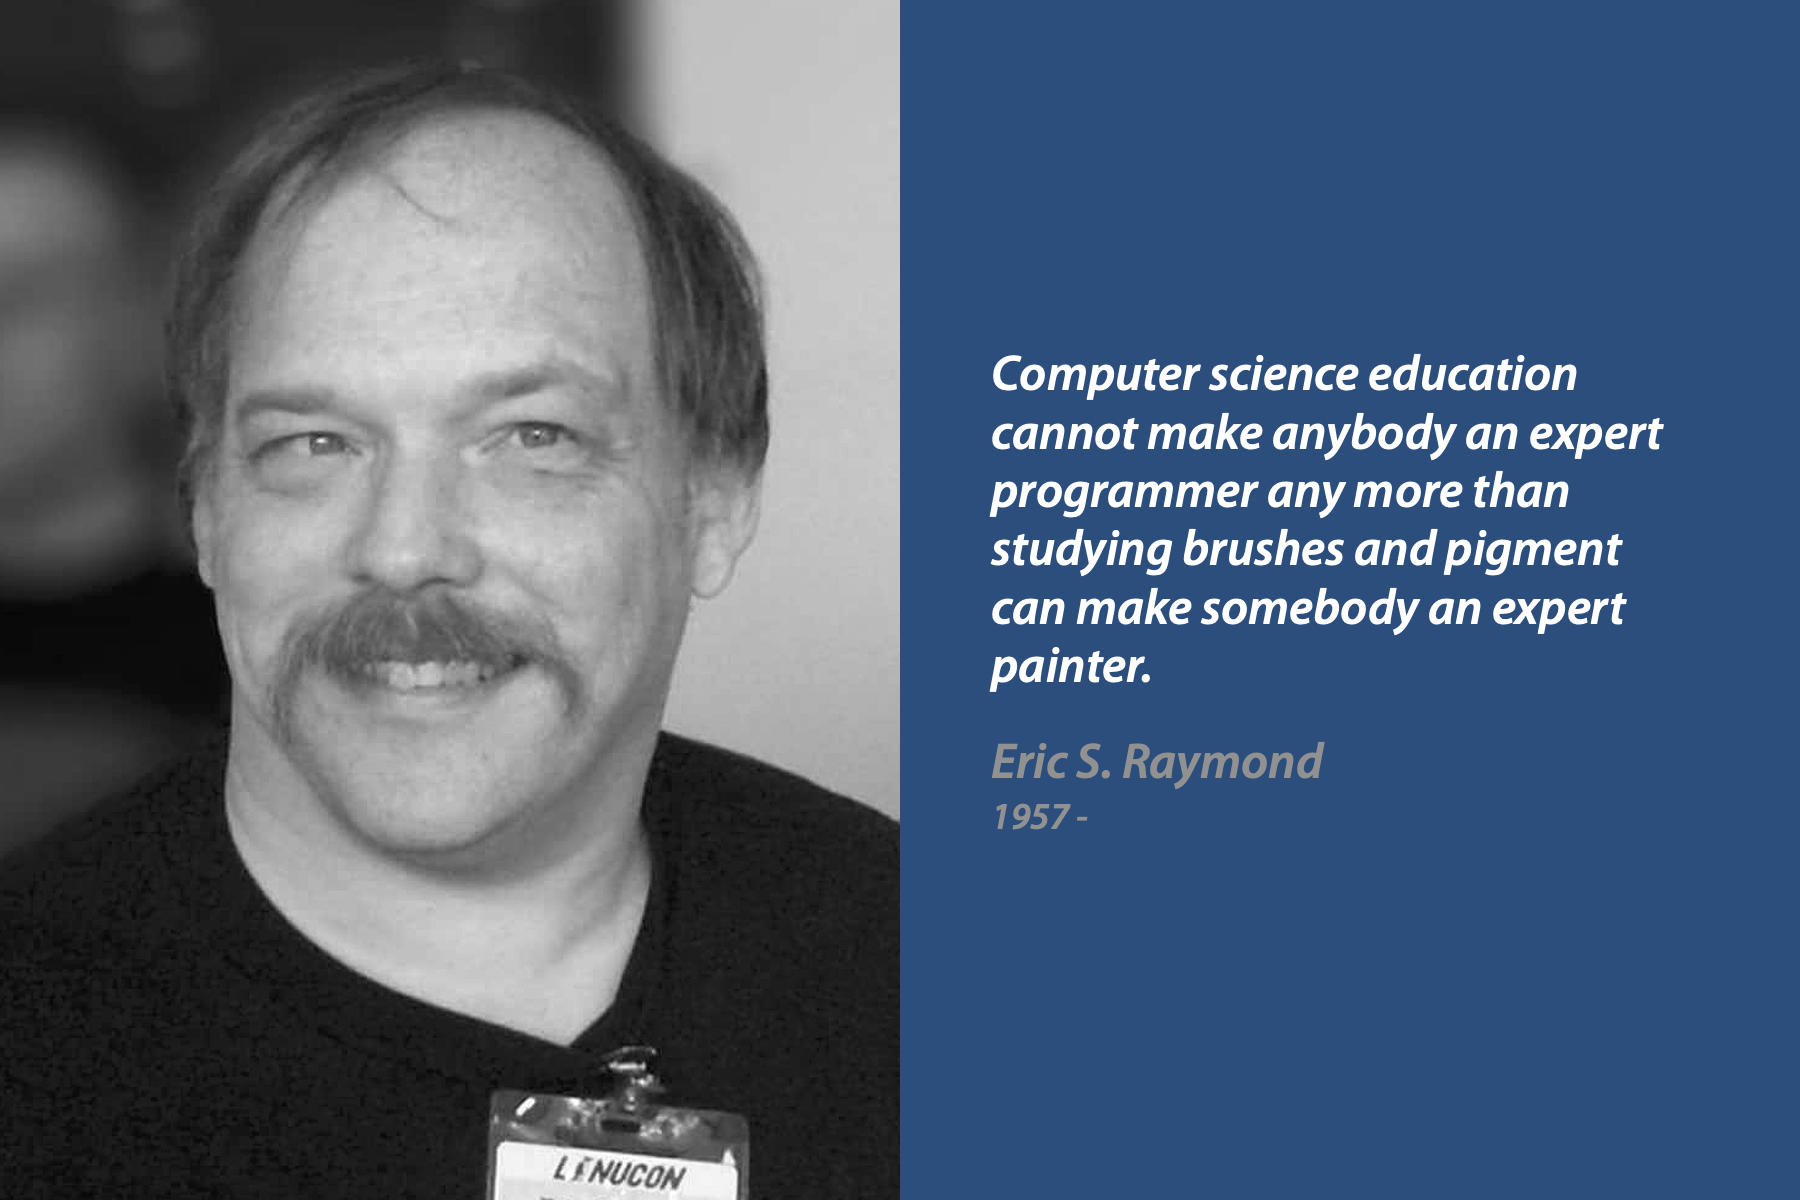 Computer science education
cannot make anybody an expert
programmer any more than
studying brushes and pigment
can make somebody an expert
painter.
Eric S. Raymond
1957 -
LINUCON